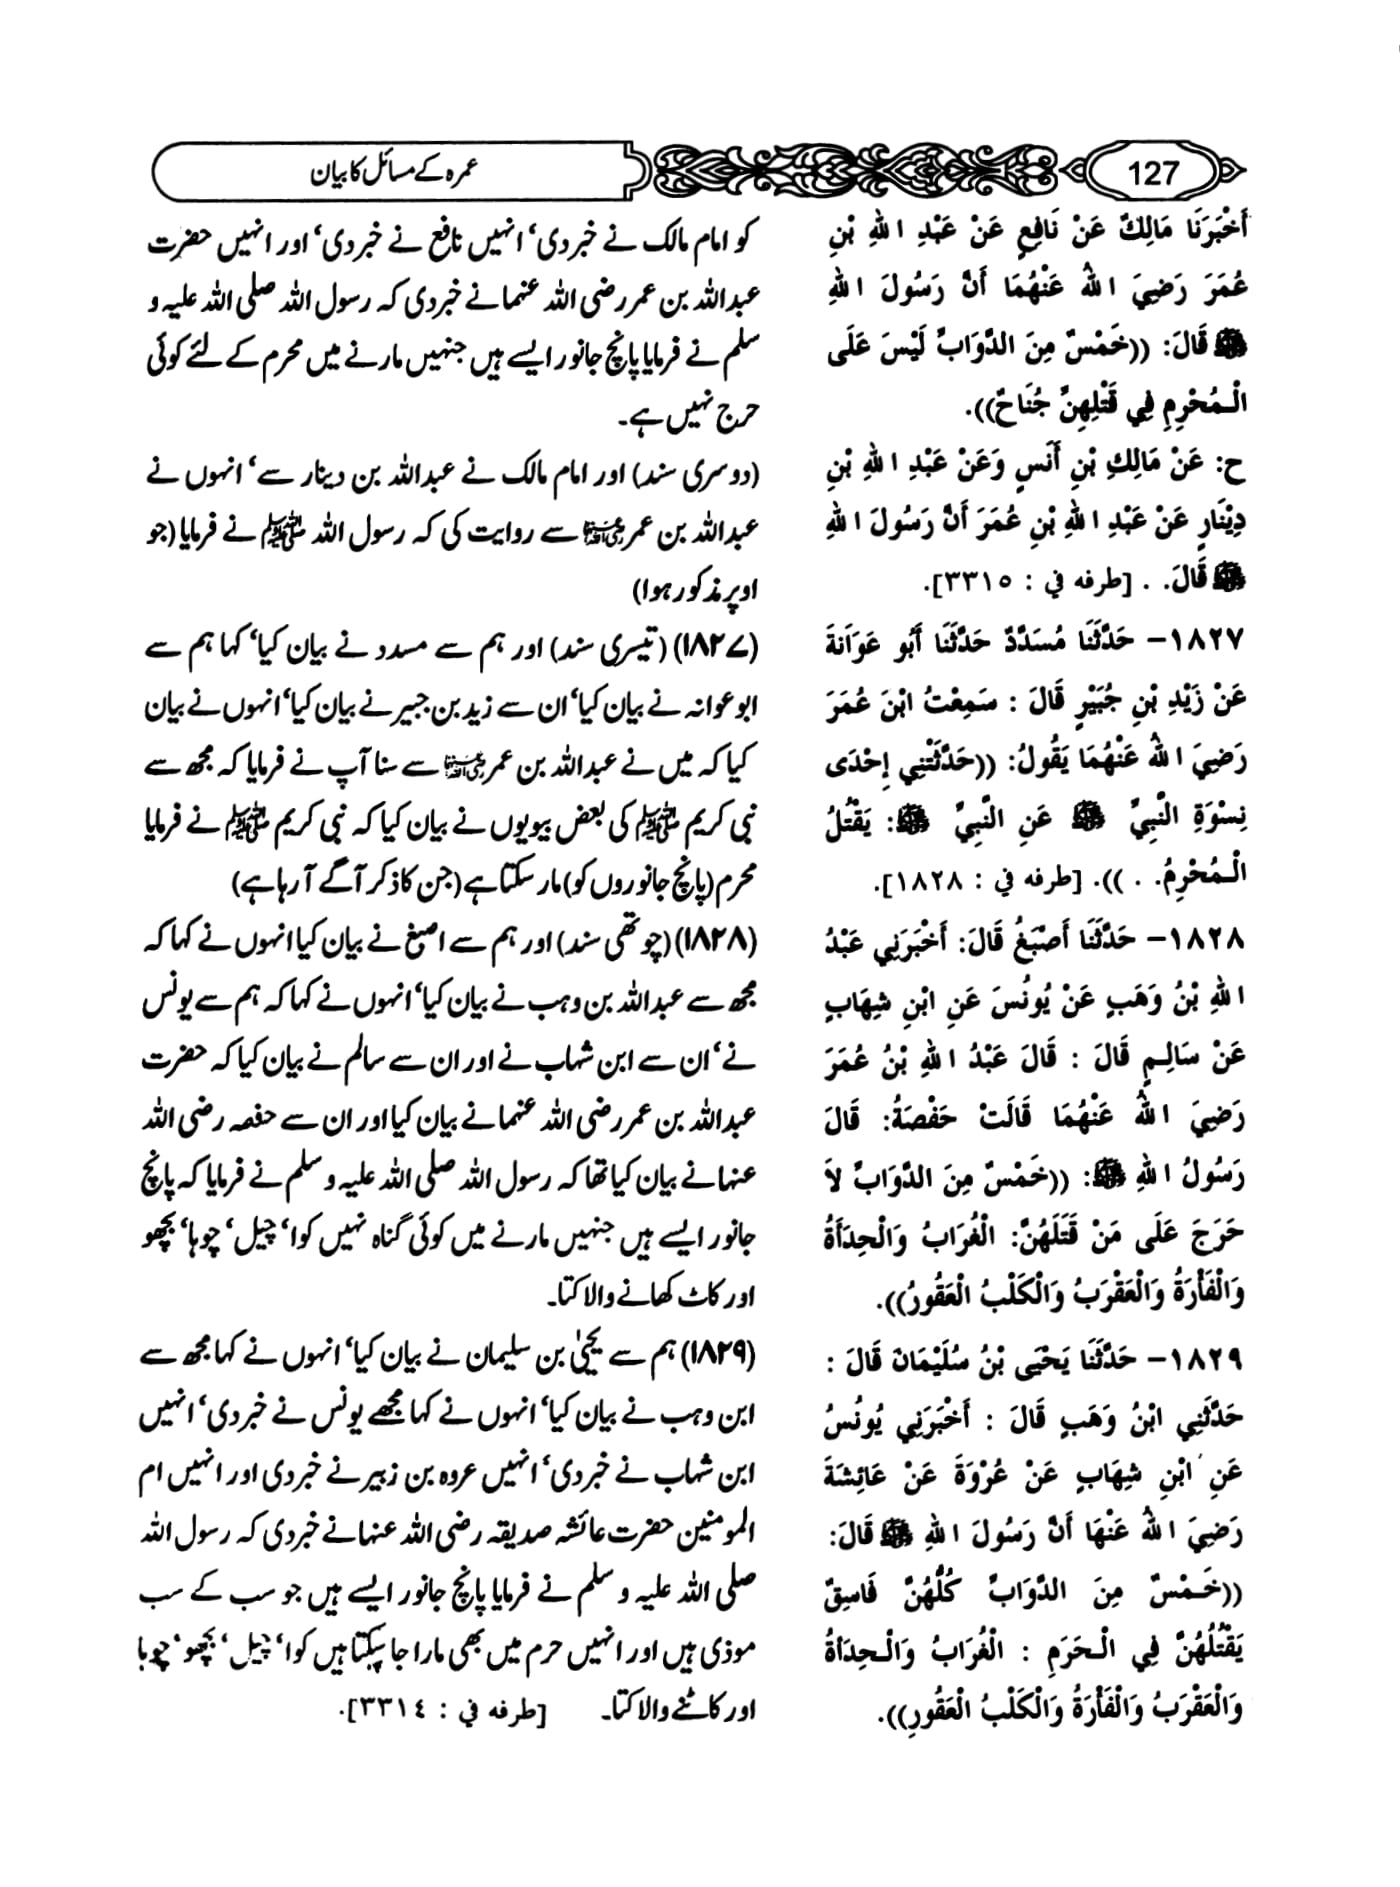 127
عمرہ کے مسائل کا بیان
أَخْبَرَنَا مَالِكٌ عَنْ نَافِعٍ عَنْ عَبْدِ اللهِ بْنِ
عُمَرَ رَضِيَ اللهُ عَنْهُمَا أَنَّ رَسُولَ اللهِ
ﷺ قَالَ: ((خَمْسٌ مِنَ الدَّوَابِّ لَيْسَ عَلَى
الْـمُحْرِمِ فِي قَتْلِهِنَّ جُنَاحٌ)).
ح: عَنْ مَالِكِ بْنِ أَنَسٍ وَعَنْ عَبْدِ اللهِ بْنِ
دِيْنَارٍ عَنْ عَبْدِ اللهِ بْنِ عُمَرَ أَنَّ رَسُولَ اللهِ
ﷺ قَالَ. . [طرفه في : ٣٣١٥].
١٨٢٧– حَدَّثَنَا مُسَدَّدٌ حَدَّثَنَا أَبُو عَوَانَةَ
عَنْ زَيْدِ بْنِ جُبَيْرٍ قَالَ : سَمِعْتُ ابْنَ عُمَرَ
رَضِيَ اللهُ عَنْهُمَا يَقُولُ: ((حَدَّثَتْنِي إِحْدَى
نِسْوَةِ النَّبِيِّ ﷺ عَنِ النَّبِيِّ ﷺ: يَقْتُلُ
الْـمُحْرِمُ. . )). [طرفه في : ١٨٢٨].
١٨٢٨– حَدَّثَنَا أَصْبَغُ قَالَ: أَخْبَرَنِي عَبْدُ
اللهِ بْنُ وَهَبٍ عَنْ يُونُسَ عَنِ ابْنِ شِهَابٍ
عَنْ سَالِـمٍ قَالَ : قَالَ عَبْدُ اللهِ بْنُ عُمَرَ
رَضِيَ اللهُ عَنْهُمَا قَالَتْ حَفْصَةُ: قَالَ
رَسُولُ اللهِ ﷺ: ((خَمْسٌ مِنَ الدَّوَابِّ لاَ
حَرَجَ عَلَى مَنْ قَتَلَهُنَّ: الْغُرَابُ وَالْحِدَأَةُ
وَالْفَأْرَةُ وَالْعَقْرَبُ وَالْكَلْبُ الْعَقُورُ)).
١٨٢٩– حَدَّثَنَا يَحْيَى بْنُ سُلَيْمَانَ قَالَ :
حَدَّثَنِي ابْنُ وَهَبٍ قَالَ : أَخْبَرَنِي يُونُسُ
عَنِ ابْنِ شِهَابٍ عَنْ عُرْوَةَ عَنْ عَائِشَةَ
رَضِيَ اللهُ عَنْهَا أَنَّ رَسُولَ اللهِ ﷺ قَالَ:
((خَـمْسٌ مِنَ الدَّوَابِّ كُلُّهُنَّ فَاسِقٌ
يَقْتُلُهُنَّ فِي الْـحَرَمِ : الْغُرَابُ وَالْـحِدَأَةُ
وَالْعَقْرَبُ وَالْفَأْرَةُ وَالْكَلْبُ الْعَقُورِ)).
کو امام مالک نے خبردی‘ انہیں نافع نے خبردی‘ اور انہیں حضرت
عبداللہ بن عمر رضی اللہ عنہما نے خبردی کہ رسول اللہ صلی اللہ علیہ و
سلم نے فرمایا پانچ جانور ایسے ہیں جنہیں مارنے میں محرم کے لئے کوئی
حرج نہیں ہے۔
(دوسری سند) اور امام مالک نے عبداللہ بن دینار سے‘ انہوں نے
عبداللہ بن عمر رضی اللہ عنہما سے روایت کی کہ رسول اللہ ﷺ نے فرمایا (جو
اوپر مذکور ہوا)
(۱۸۲۷) (تیسری سند) اور ہم سے مسدد نے بیان کیا‘ کہا ہم سے
ابوعوانہ نے بیان کیا‘ ان سے زید بن جبیر نے بیان کیا‘ انہوں نے بیان
کیا کہ میں نے عبداللہ بن عمر رضی اللہ عنہما سے سنا آپ نے فرمایا کہ مجھ سے
نبی کریم ﷺ کی بعض بیویوں نے بیان کیا کہ نبی کریم ﷺ نے فرمایا
محرم (پانچ جانوروں کو) مار سکتا ہے (جن کا ذکر آگے آ رہا ہے)
(۱۸۲۸) (چوتھی سند) اور ہم سے اصبغ نے بیان کیا انہوں نے کہا کہ
مجھ سے عبداللہ بن وہب نے بیان کیا‘ انہوں نے کہا کہ ہم سے یونس
نے‘ ان سے ابن شہاب نے اور ان سے سالم نے بیان کیا کہ حضرت
عبداللہ بن عمر رضی اللہ عنہما نے بیان کیا اور ان سے حفصہ رضی اللہ
عنہا نے بیان کیا تھا کہ رسول اللہ صلی اللہ علیہ و سلم نے فرمایا کہ پانچ
جانور ایسے ہیں جنہیں مارنے میں کوئی گناہ نہیں کوا‘ چیل‘ چوہا‘ بچھو
اور کاٹ کھانے والا کتا۔
(۱۸۲۹) ہم سے یحییٰ بن سلیمان نے بیان کیا‘ انہوں نے کہا مجھ سے
ابن وہب نے بیان کیا‘ انہوں نے کہا مجھے یونس نے خبردی‘ انہیں
ابن شہاب نے خبردی‘ انہیں عروہ بن زبیر نے خبردی اور انہیں ام
المومنین حضرت عائشہ صدیقہ رضی اللہ عنہا نے خبردی کہ رسول اللہ
صلی اللہ علیہ و سلم نے فرمایا پانچ جانور ایسے ہیں جو سب کے سب
موذی ہیں اور انہیں حرم میں بھی مارا جا سکتا ہیں کوا‘ چیل‘ بچھو‘ چوہا
اور کاٹنے والا کتا۔ [طرفه في : ٣٣١٤].